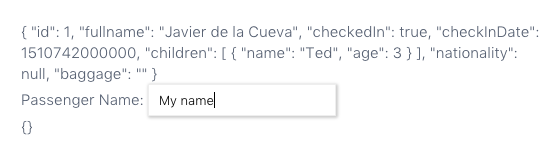 { "id": 1, "fullname": "Javier de la Cueva", "checkedIn": true, "checkInDate":
1510742000000, "children": [ { "name": "Ted", "age": 3 } ], "nationality":
null, "baggage": "" }
Passenger Name: My name
{}